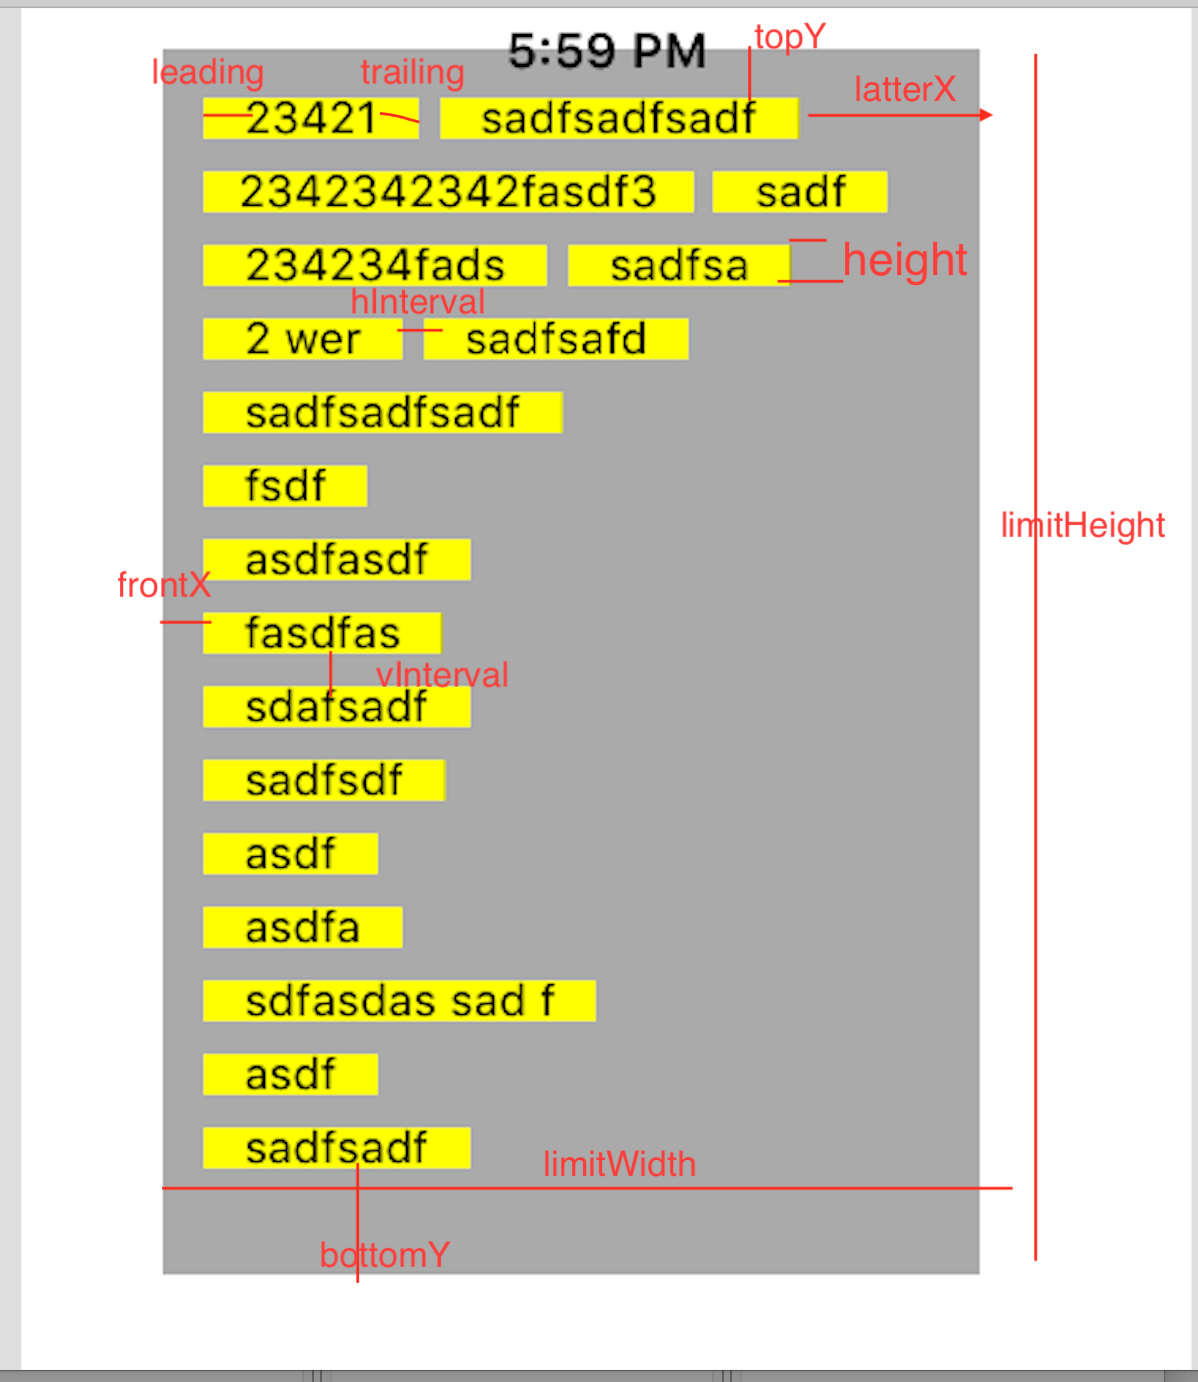 5:59 PM
topY
leading
trailing
latterX
23421
sadfsadfsadf
2342342342fasdf3
sadf
234234fads
sadfsa
height
hInterval
2 wer
sadfsafd
sadfsadfsadf
fsdf
limitHeight
asdfasdf
frontX
fasdfas
vInterval
sdafsadf
sadfsdf
asdf
asdfa
sdfasdas sad f
asdf
sadfsadf
limitWidth
bottomY